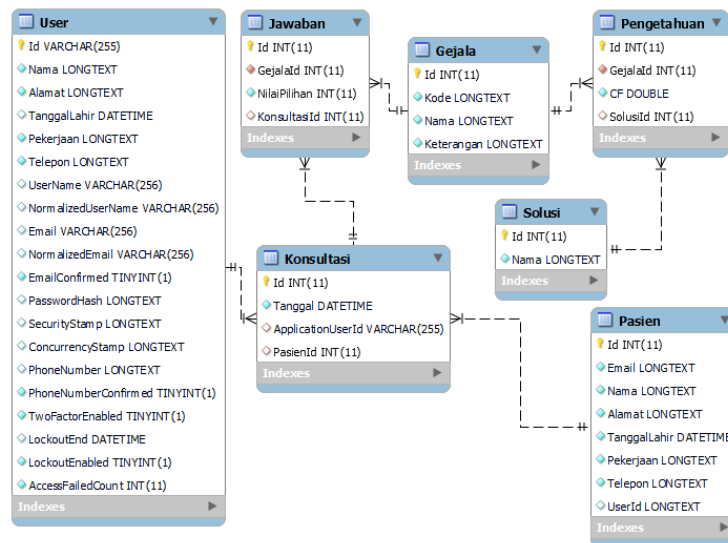 User
Id VARCHAR(255)
Nama LONGTEXT
Alamat LONGTEXT
TanggalLahir DATETIME
Pekerjaan LONGTEXT
Telepon LONGTEXT
UserName VARCHAR(256)
NormalizedUserName VARCHAR(256)
Email VARCHAR(256)
NormalizedEmail VARCHAR(256)
EmailConfirmed TINYINT(1)
PasswordHash LONGTEXT
SecurityStamp LONGTEXT
ConcurrencyStamp LONGTEXT
PhoneNumber LONGTEXT
PhoneNumberConfirmed TINYINT(1)
TwoFactorEnabled TINYINT(1)
LockoutEnd DATETIME
LockoutEnabled TINYINT(1)
AccessFailedCount INT(11)
Indexes
Jawaban
Id INT(11)
GejalaId INT(11)
NilaiPilihan INT(11)
KonsultasiId INT(11)
Indexes
Gejala
Id INT(11)
Kode LONGTEXT
Nama LONGTEXT
Keterangan LONGTEXT
Indexes
Pengetahuan
Id INT(11)
GejalaId INT(11)
CF DOUBLE
SolusiId INT(11)
Indexes
Solusi
Id INT(11)
Nama LONGTEXT
Indexes
Konsultasi
Id INT(11)
Tanggal DATETIME
ApplicationUserId VARCHAR(255)
PasienId INT(11)
Indexes
Pasien
Id INT(11)
Email LONGTEXT
Nama LONGTEXT
Alamat LONGTEXT
TanggalLahir DATETIME
Pekerjaan LONGTEXT
Telepon LONGTEXT
UserId LONGTEXT
Indexes